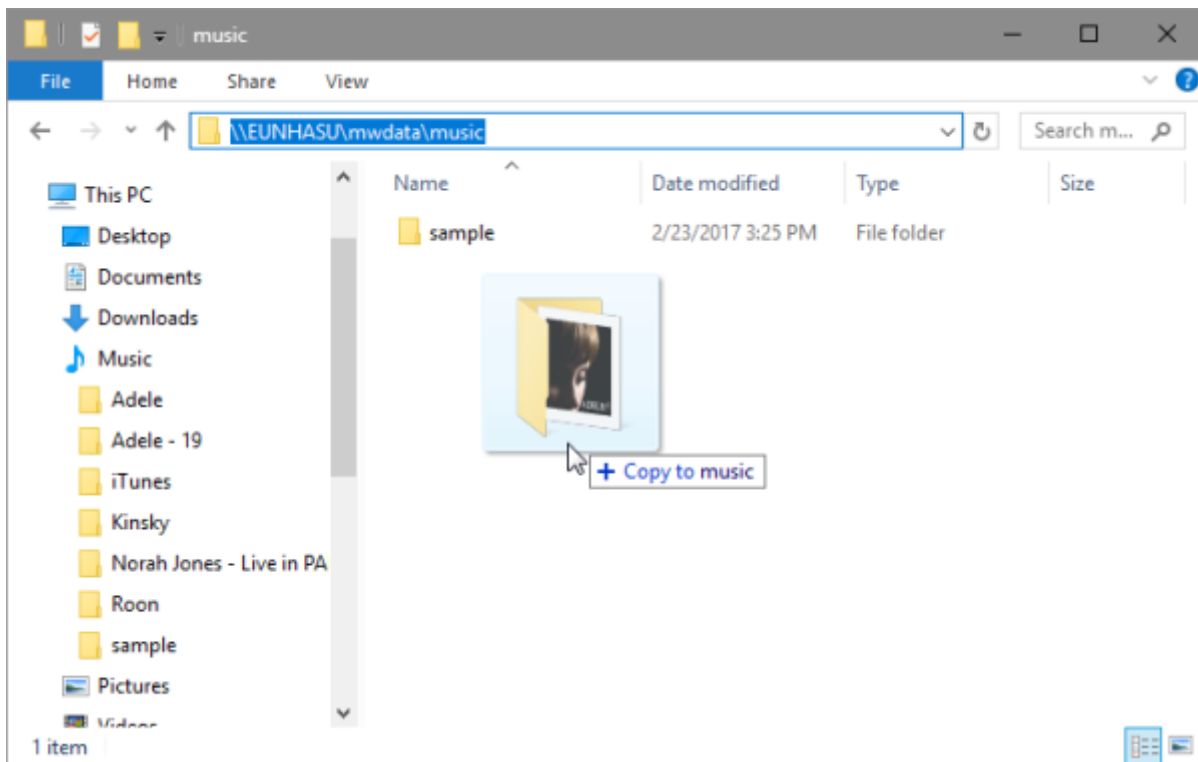 music
File Home Share View
\\EUNHASU\mwdata\music
Search m...
This PC
Desktop
Documents
Downloads
Music
Adele
Adele - 19
iTunes
Kinsky
Norah Jones - Live in PA
Roon
sample
Pictures
Videos
Name Date modified Type Size
sample 2/23/2017 3:25 PM File folder
ADELE
+ Copy to music
1 item